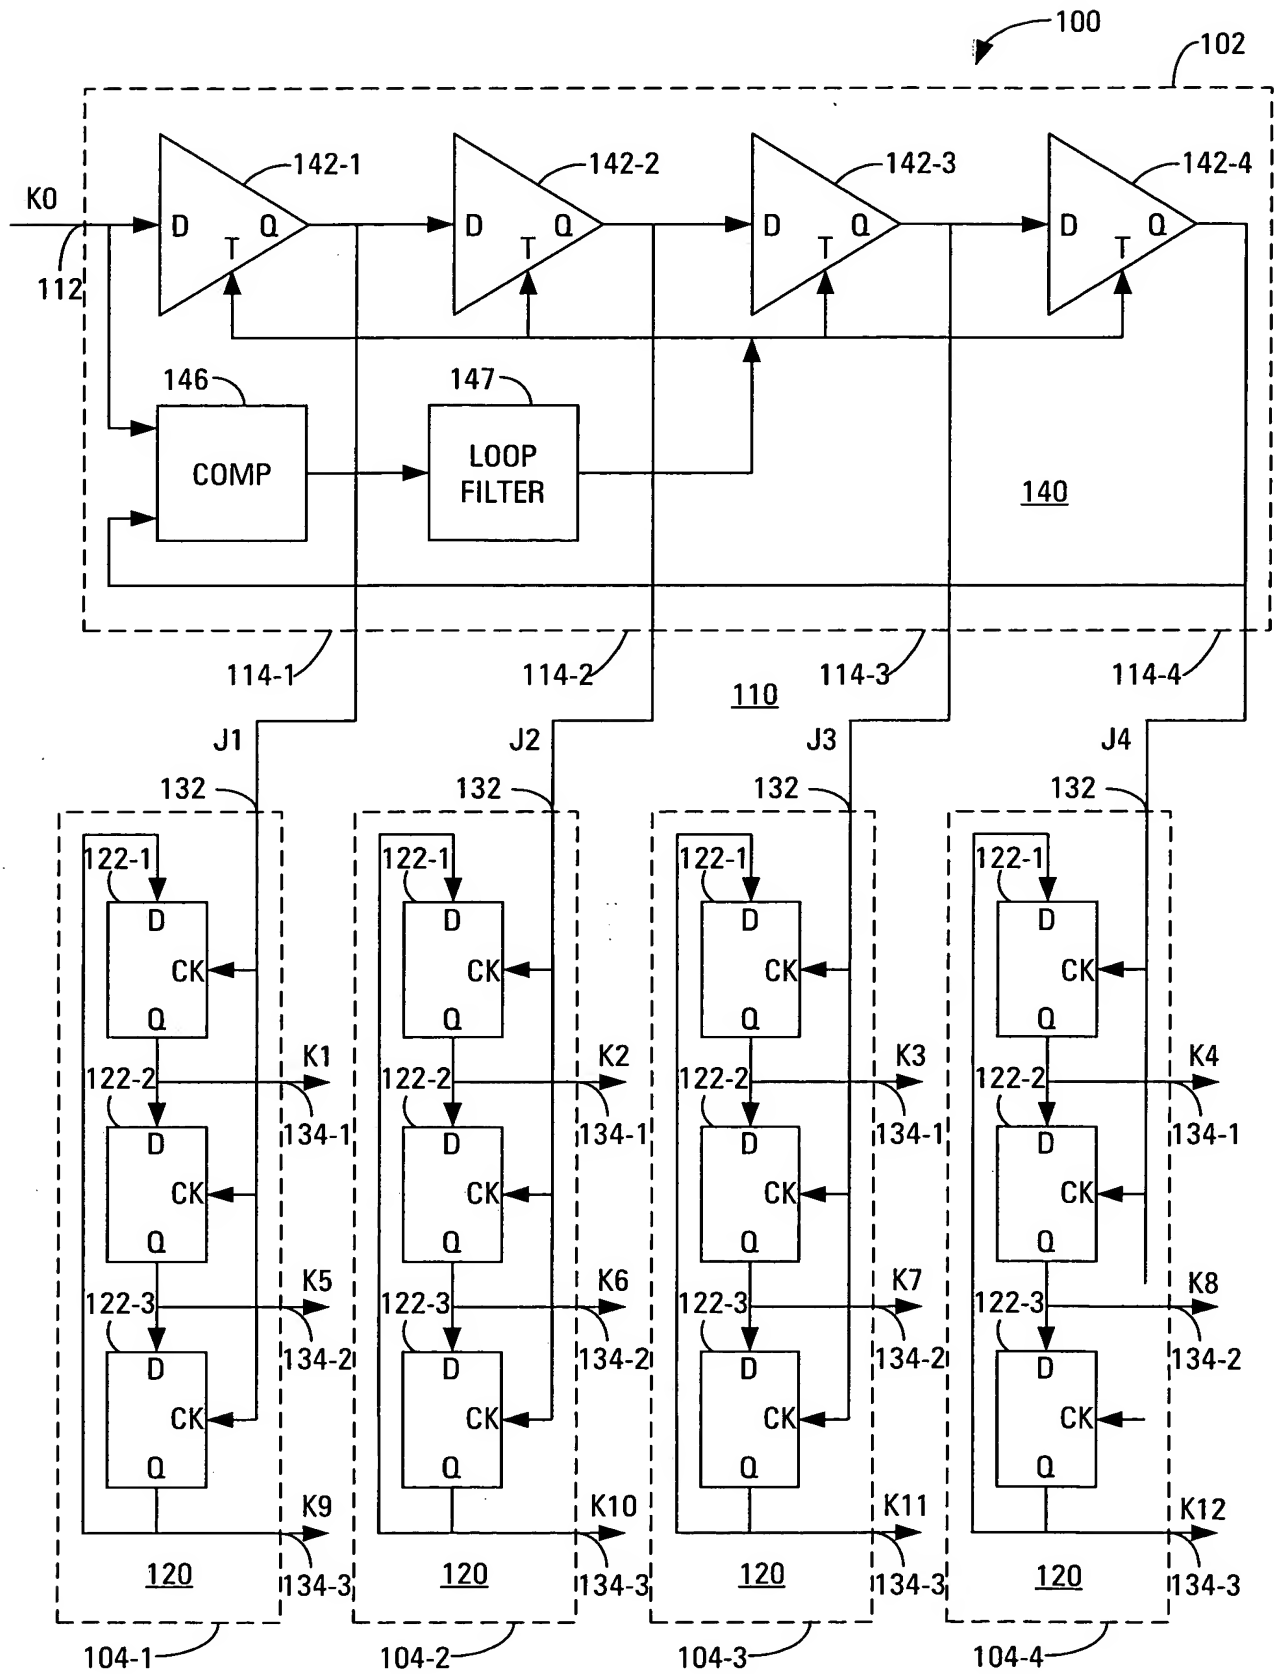 100
102
142-1 142-2 142-3 142-4
K0
D Q D Q D Q D Q
T T T T
112
146 147
COMP
LOOP
FILTER
140
114-1 114-2 114-3 114-4
110
J1 J2 J3 J4
132 132 132 132
122-1 122-1 122-1 122-1
D D D D
CK CK CK CK
Q Q Q Q
K1 K2 K3 K4
122-2 122-2 122-2 122-2
134-1 134-1 134-1 134-1
D D D D
CK CK CK CK
Q Q Q Q
K5 K6 K7 K8
122-3 122-3 122-3 122-3
134-2 134-2 134-2 134-2
D D D D
CK CK CK CK
Q Q Q Q
K9 K10 K11 K12
120 120 120 120
134-3 134-3 134-3 134-3
104-1 104-2 104-3 104-4